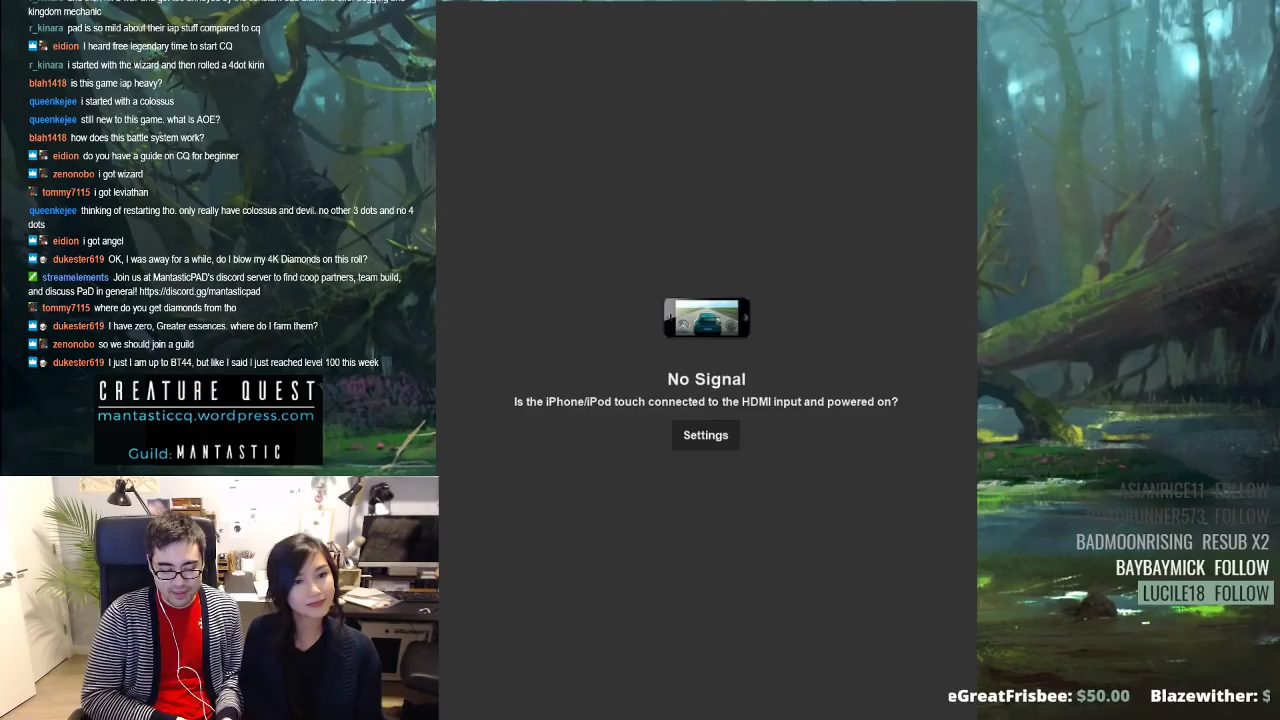 kingdom mechanic
r_kinara pad is so mild about their iap stuff compared to cq
eidion I heard free legendary time to start CQ
r_kinara i started with the wizard and then rolled a 4dot kirin
blah1418 is this game iap heavy?
queenkejee i started with a colossus
queenkejee still new to this game. what is AOE?
blah1418 how does this battle system work?
eidion do you have a guide on CQ for beginner
zenonobo i got wizard
tommy7115 i got leviathan
queenkejee thinking of restarting tho. only really have colossus and devil. no other 3 dots and no 4
dots
eidion i got angel
dukester619 OK, I was away for a while, do I blow my 4K Diamonds on this roll?
streamelements Join us at MantasticPAD's discord server to find coop partners, team build,
and discuss PaD in general! https://discord.gg/mantasticpad
tommy7115 where do you get diamonds from tho
dukester619 I have zero, Greater essences. where do I farm them?
zenonobo so we should join a guild
dukester619 I just I am up to BT44, but like I said I just reached level 100 this week
CREATURE QUEST
mantasticcq.wordpress.com
Guild: MANTASTIC
No Signal
Is the iPhone/iPod touch connected to the HDMI input and powered on?
Settings
ASIANRICE11 FOLLOW
FOLLOW
BADMOONRISING RESUB X2
BAYBAYMICK FOLLOW
LUCILE18 FOLLOW
eGreatFrisbee: $50.00 Blazewither: $